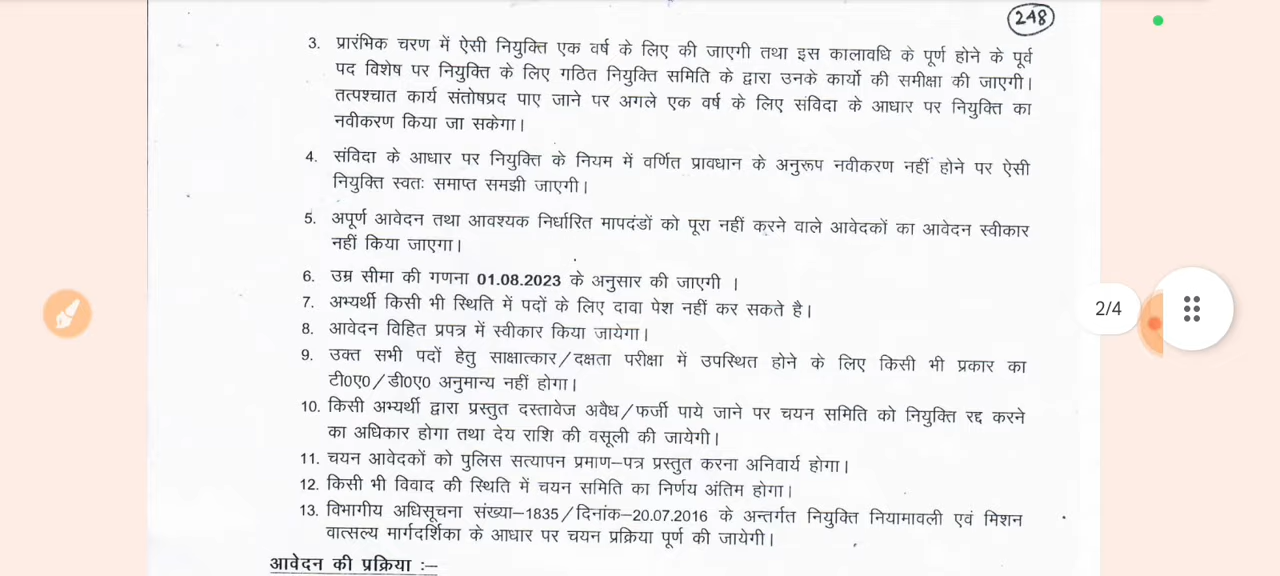 248
3. प्रारंभिक चरण में ऐसी नियुक्ति एक वर्ष के लिए की जाएगी तथा इस कालावधि के पूर्ण होने के पूर्व
पद विशेष पर नियुक्ति के लिए गठित नियुक्ति समिति के द्वारा उनके कार्यो की समीक्षा की जाएगी।
तत्पश्चात कार्य संतोषप्रद पाए जाने पर अगले एक वर्ष के लिए संविदा के आधार पर नियुक्ति का
नवीकरण किया जा सकेगा।
4. संविदा के आधार पर नियुक्ति के नियम में वर्णित प्रावधान के अनुरूप नवीकरण नहीं होने पर ऐसी
नियुक्ति स्वतः समाप्त समझी जाएगी।
5. अपूर्ण आवेदन तथा आवश्यक निर्धारित मापदंडों को पूरा नहीं करने वाले आवेदकों का आवेदन स्वीकार
नहीं किया जाएगा।
6. उम्र सीमा की गणना 01.08.2023 के अनुसार की जाएगी ।
7. अभ्यर्थी किसी भी स्थिति में पदों के लिए दावा पेश नहीं कर सकते है।
8. आवेदन विहित प्रपत्र में स्वीकार किया जायेगा।
9. उक्त सभी पदों हेतु साक्षात्कार/दक्षता परीक्षा में उपस्थित होने के लिए किसी भी प्रकार का
टी0ए0/डी0ए0 अनुमान्य नहीं होगा।
10. किसी अभ्यर्थी द्वारा प्रस्तुत दस्तावेज अवैध/फर्जी पाये जाने पर चयन समिति को नियुक्ति रद्द करने
का अधिकार होगा तथा देय राशि की वसूली की जायेगी।
11. चयन आवेदकों को पुलिस सत्यापन प्रमाण–पत्र प्रस्तुत करना अनिवार्य होगा।
12. किसी भी विवाद की स्थिति में चयन समिति का निर्णय अंतिम होगा।
13. विभागीय अधिसूचना संख्या–1835/दिनांक–20.07.2016 के अन्तर्गत नियुक्ति नियामावली एवं मिशन
वात्सल्य मार्गदर्शिका के आधार पर चयन प्रक्रिया पूर्ण की जायेगी।
आवेदन की प्रक्रिया :–
2/4